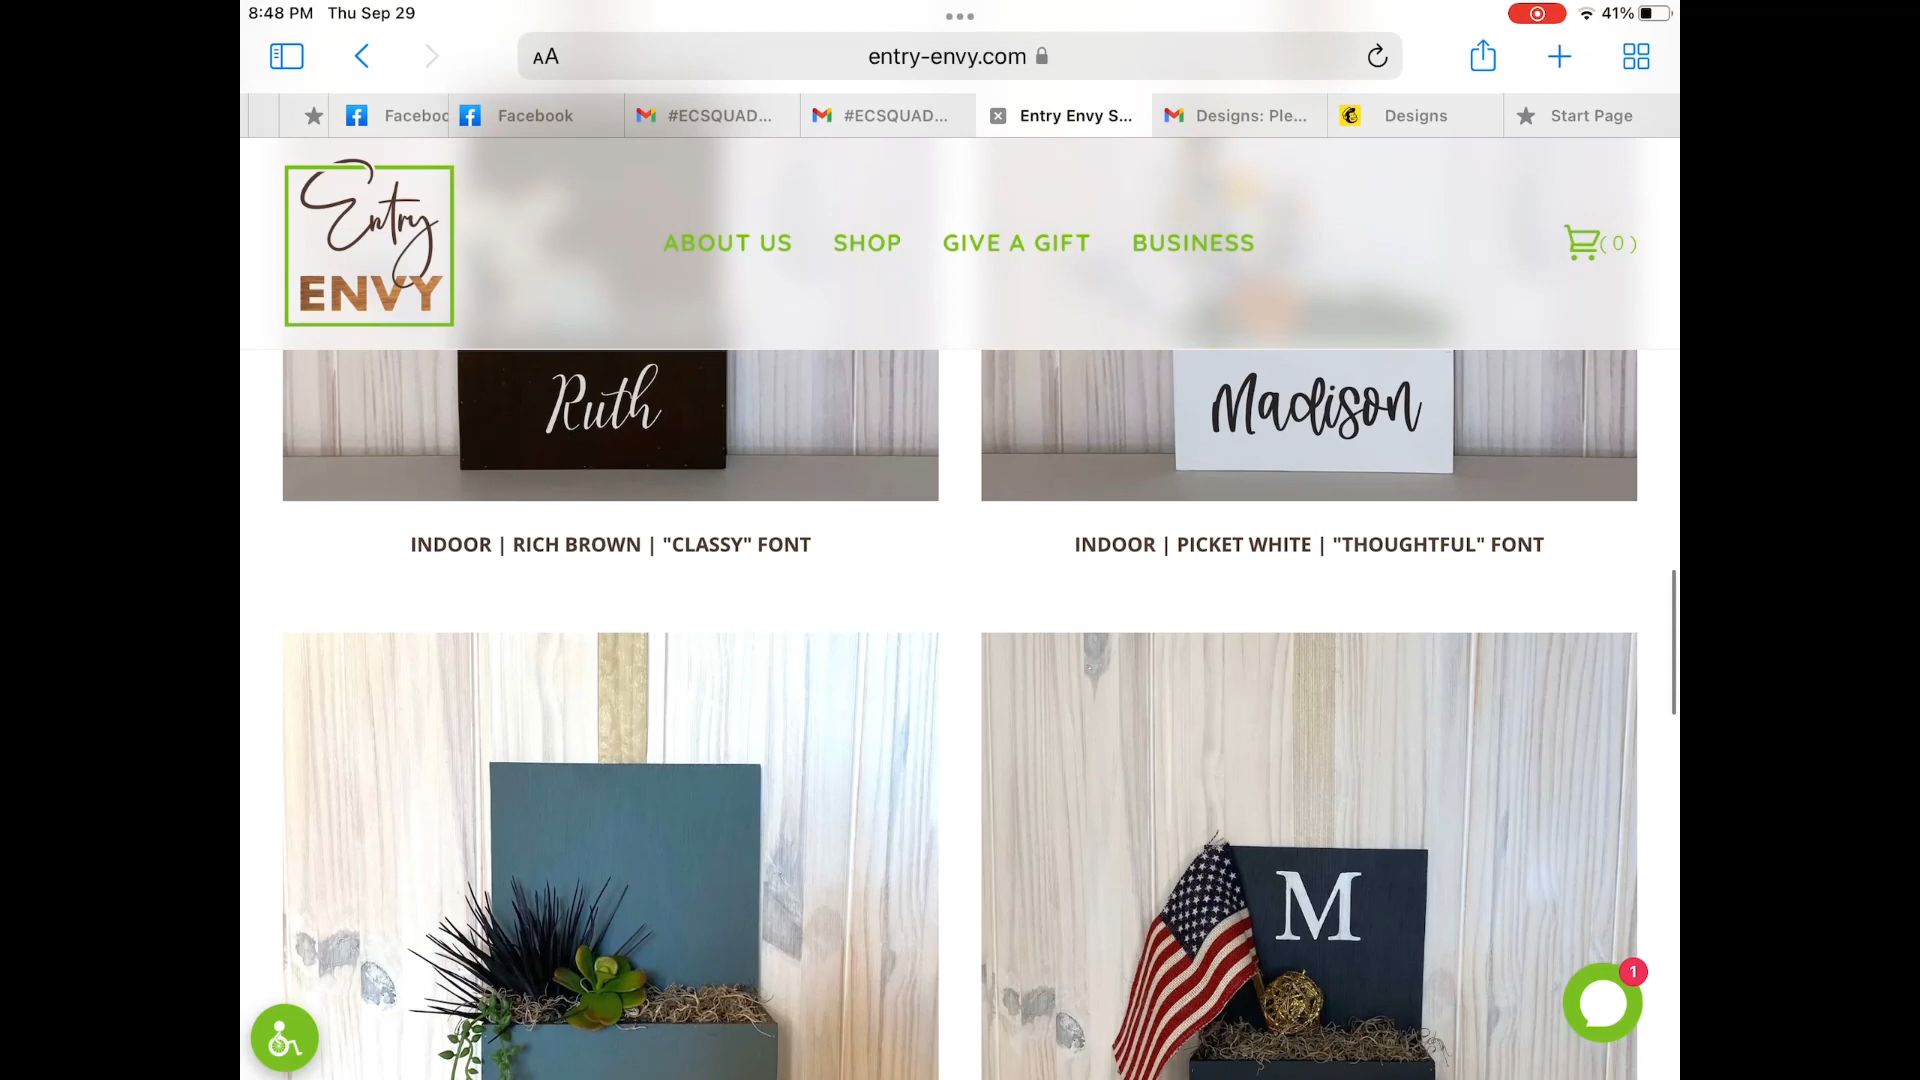 8:48 PM Thu Sep 29
41%
AA
entry-envy.com
Faceboo
Facebook
#ECSQUAD...
#ECSQUAD...
Entry Envy S...
Designs: Ple...
Designs
Start Page
Entry
ENVY
ABOUT US
SHOP
GIVE A GIFT
BUSINESS
(0)
Ruth
Madison
INDOOR | RICH BROWN | "CLASSY" FONT
INDOOR | PICKET WHITE | "THOUGHTFUL" FONT
M
1